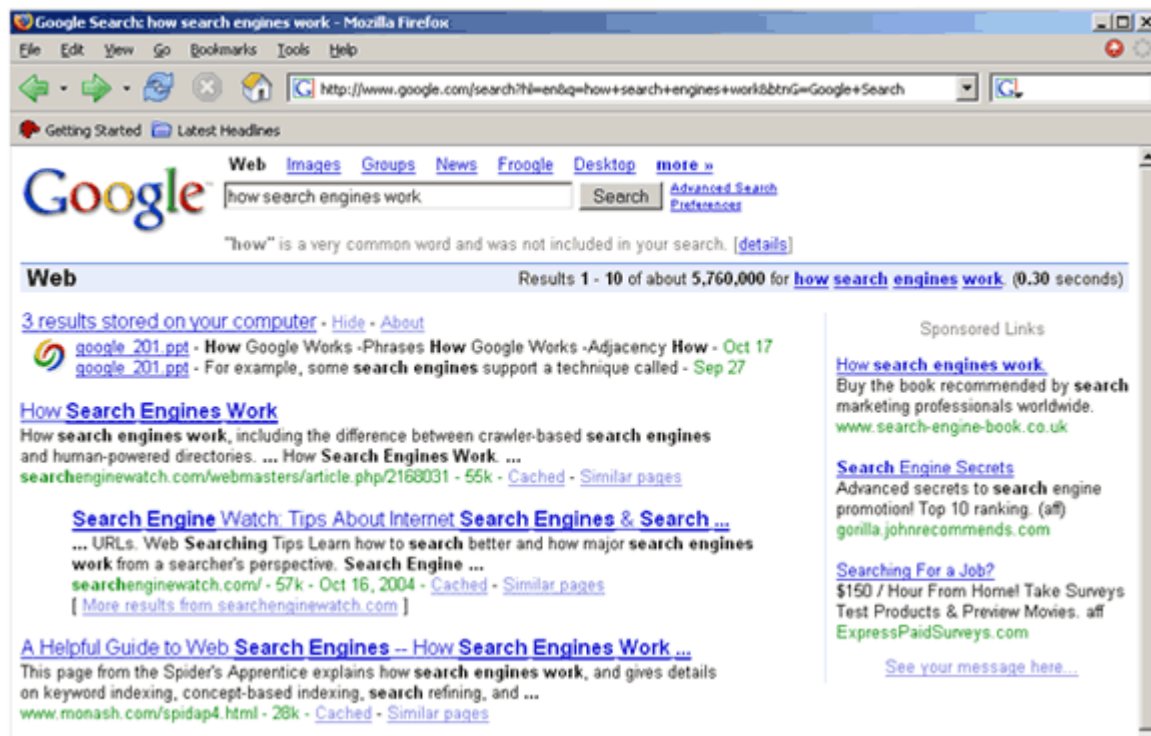 Google Search: how search engines work - Mozilla Firefox
File Edit View Go Bookmarks Tools Help
http://www.google.com/search?hl=en&q=how+search+engines+work&btnG=Google+Search
G
Getting Started Latest Headlines
Google™
Web Images Groups News Froogle Desktop more »
how search engines work
Search
Advanced Search
Preferences
"how" is a very common word and was not included in your search. [details]
Web
Results 1 - 10 of about 5,760,000 for how search engines work. (0.30 seconds)
3 results stored on your computer - Hide - About
google_201.ppt - How Google Works -Phrases How Google Works -Adjacency How - Oct 17
google_201.ppt - For example, some search engines support a technique called - Sep 27
How Search Engines Work
How search engines work, including the difference between crawler-based search engines
and human-powered directories. ... How Search Engines Work. ...
searchenginewatch.com/webmasters/article.php/2168031 - 55k - Cached - Similar pages
Search Engine Watch: Tips About Internet Search Engines & Search ...
... URLs. Web Searching Tips Learn how to search better and how major search engines
work from a searcher's perspective. Search Engine ...
searchenginewatch.com/ - 57k - Oct 16, 2004 - Cached - Similar pages
[ More results from searchenginewatch.com ]
A Helpful Guide to Web Search Engines -- How Search Engines Work ...
This page from the Spider's Apprentice explains how search engines work, and gives details
on keyword indexing, concept-based indexing, search refining, and ...
www.monash.com/spidap4.html - 28k - Cached - Similar pages
Sponsored Links
How search engines work.
Buy the book recommended by search
marketing professionals worldwide.
www.search-engine-book.co.uk
Search Engine Secrets
Advanced secrets to search engine
promotion! Top 10 ranking. (aff)
gorilla.johnrecommends.com
Searching For a Job?
$150 / Hour From Home! Take Surveys
Test Products & Preview Movies. aff
ExpressPaidSurveys.com
See your message here...